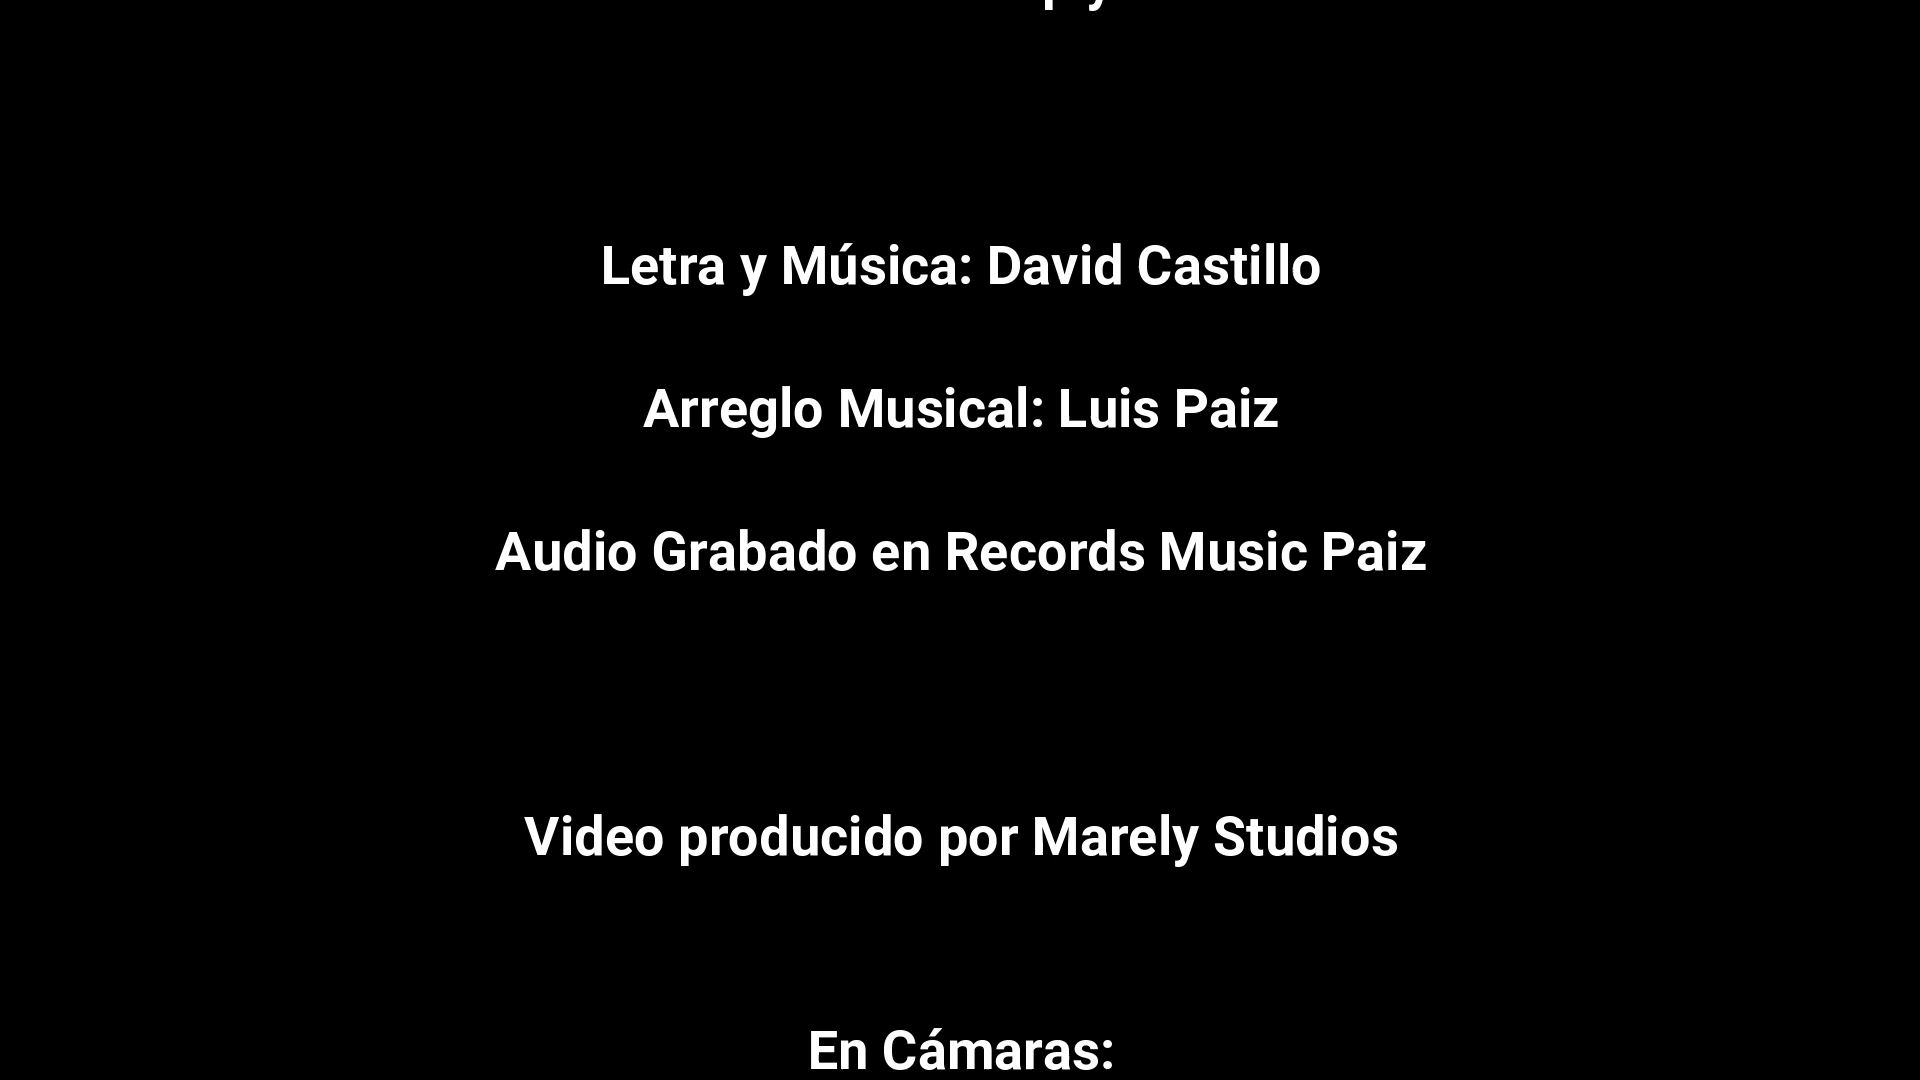 Letra y Música: David Castillo
Arreglo Musical: Luis Paiz
Audio Grabado en Records Music Paiz
Video producido por Marely Studios
En Cámaras: